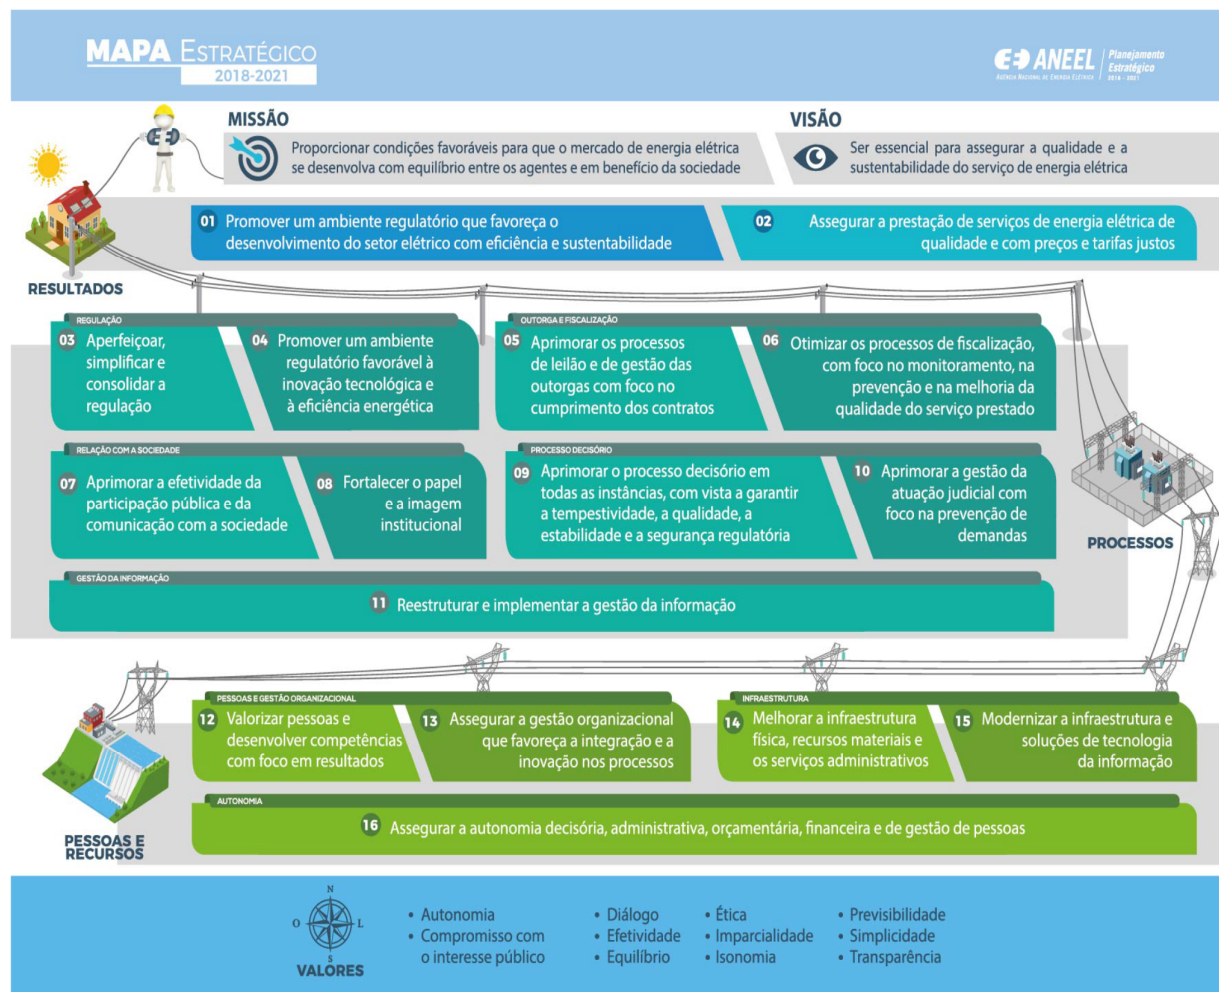 MAPA ESTRATÉGICO
2018-2021
ANEEL
AGÊNCIA NACIONAL DE ENERGIA ELÉTRICA
Planejamento
Estratégico
2018 - 2021
MISSÃO
Proporcionar condições favoráveis para que o mercado de energia elétrica
se desenvolva com equilíbrio entre os agentes e em benefício da sociedade
VISÃO
Ser essencial para assegurar a qualidade e a
sustentabilidade do serviço de energia elétrica
RESULTADOS
01 Promover um ambiente regulatório que favoreça o
desenvolvimento do setor elétrico com eficiência e sustentabilidade
02 Assegurar a prestação de serviços de energia elétrica de
qualidade e com preços e tarifas justos
PROCESSOS
REGULAÇÃO
03 Aperfeiçoar,
simplificar e
consolidar a
regulação
04 Promover um ambiente
regulatório favorável à
inovação tecnológica e
à eficiência energética
OUTORGA E FISCALIZAÇÃO
05 Aprimorar os processos
de leilão e de gestão das
outorgas com foco no
cumprimento dos contratos
06 Otimizar os processos de fiscalização,
com foco no monitoramento, na
prevenção e na melhoria da
qualidade do serviço prestado
RELAÇÃO COM A SOCIEDADE
07 Aprimorar a efetividade da
participação pública e da
comunicação com a sociedade
08 Fortalecer o papel
e a imagem
institucional
PROCESSO DECISÓRIO
09 Aprimorar o processo decisório em
todas as instâncias, com vista a garantir
a tempestividade, a qualidade, a
estabilidade e a segurança regulatória
10 Aprimorar a gestão da
atuação judicial com
foco na prevenção de
demandas
GESTÃO DA INFORMAÇÃO
11 Reestruturar e implementar a gestão da informação
PESSOAS E
RECURSOS
PESSOAS E GESTÃO ORGANIZACIONAL
12 Valorizar pessoas e
desenvolver competências
com foco em resultados
13 Assegurar a gestão organizacional
que favoreça a integração e a
inovação nos processos
INFRAESTRUTURA
14 Melhorar a infraestrutura
física, recursos materiais e
os serviços administrativos
15 Modernizar a infraestrutura e
soluções de tecnologia
da informação
AUTONOMIA
16 Assegurar a autonomia decisória, administrativa, orçamentária, financeira e de gestão de pessoas
N
O L
S
VALORES
• Autonomia
• Compromisso com
o interesse público
• Diálogo
• Efetividade
• Equilíbrio
• Ética
• Imparcialidade
• Isonomia
• Previsibilidade
• Simplicidade
• Transparência